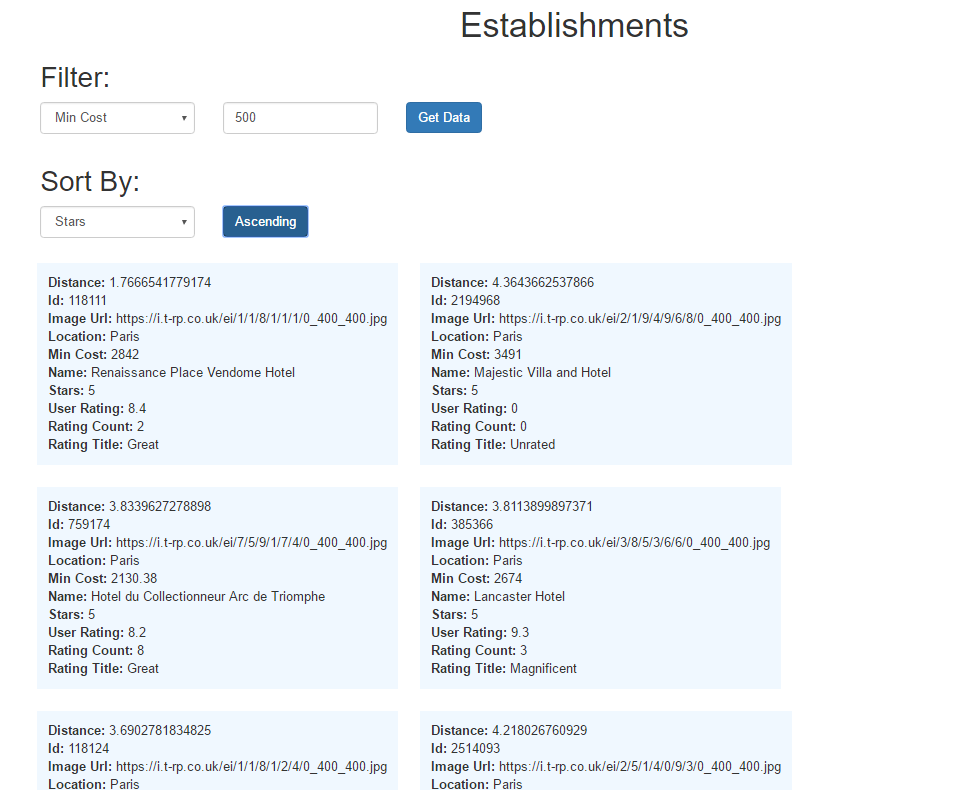 Establishments
Filter:
Min Cost
500
Get Data
Sort By:
Stars
Ascending
Distance: 1.7666541779174
Id: 118111
Image Url: https://i.t-rp.co.uk/ei/1/1/8/1/1/1/0_400_400.jpg
Location: Paris
Min Cost: 2842
Name: Renaissance Place Vendome Hotel
Stars: 5
User Rating: 8.4
Rating Count: 2
Rating Title: Great
Distance: 4.3643662537866
Id: 2194968
Image Url: https://i.t-rp.co.uk/ei/2/1/9/4/9/6/8/0_400_400.jpg
Location: Paris
Min Cost: 3491
Name: Majestic Villa and Hotel
Stars: 5
User Rating: 0
Rating Count: 0
Rating Title: Unrated
Distance: 3.8339627278898
Id: 759174
Image Url: https://i.t-rp.co.uk/ei/7/5/9/1/7/4/0_400_400.jpg
Location: Paris
Min Cost: 2130.38
Name: Hotel du Collectionneur Arc de Triomphe
Stars: 5
User Rating: 8.2
Rating Count: 8
Rating Title: Great
Distance: 3.8113899897371
Id: 385366
Image Url: https://i.t-rp.co.uk/ei/3/8/5/3/6/6/0_400_400.jpg
Location: Paris
Min Cost: 2674
Name: Lancaster Hotel
Stars: 5
User Rating: 9.3
Rating Count: 3
Rating Title: Magnificent
Distance: 3.6902781834825
Id: 118124
Image Url: https://i.t-rp.co.uk/ei/1/1/8/1/2/4/0_400_400.jpg
Location: Paris
Distance: 4.218026760929
Id: 2514093
Image Url: https://i.t-rp.co.uk/ei/2/5/1/4/0/9/3/0_400_400.jpg
Location: Paris